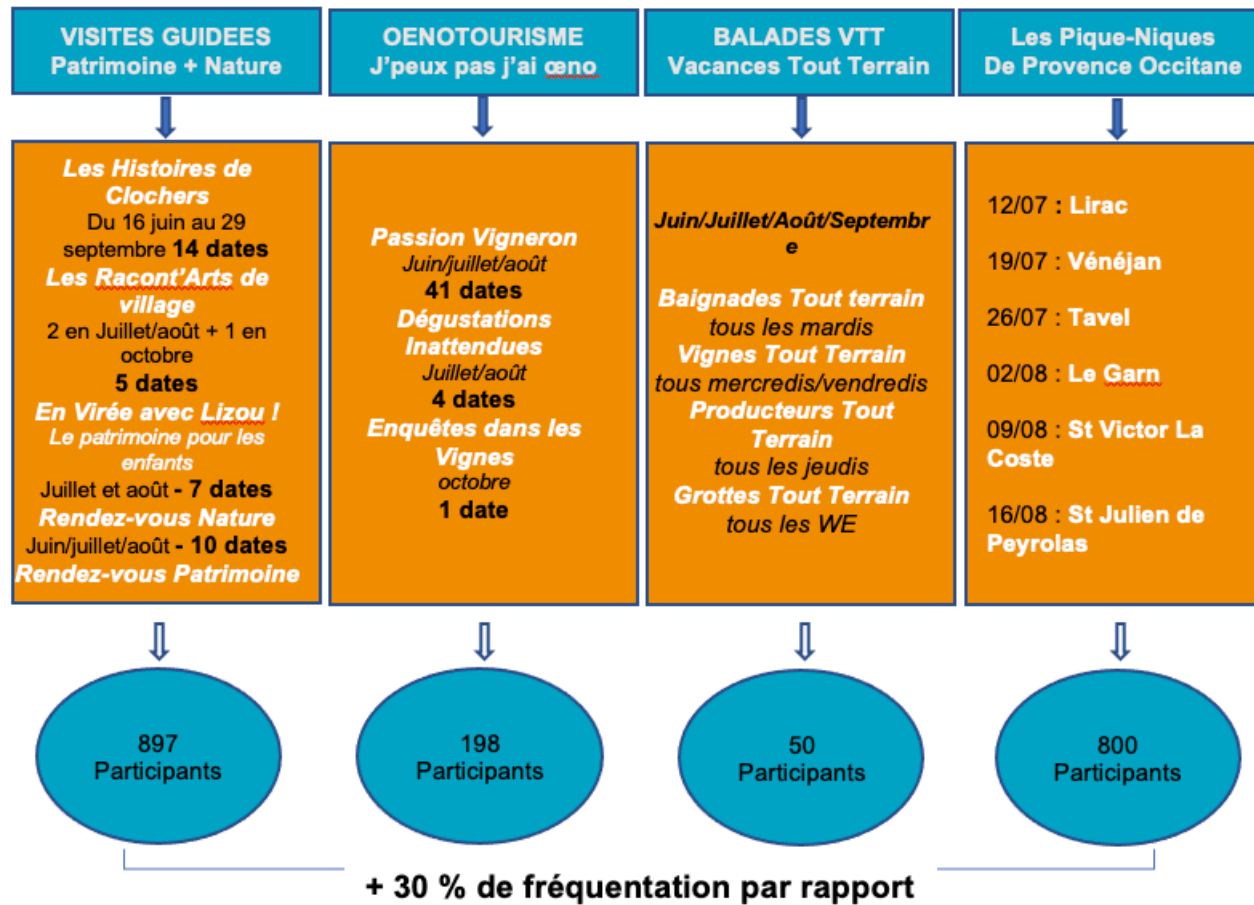 VISITES GUIDEES
Patrimoine + Nature
OENOTOURISME
J'peux pas j'ai œno
BALADES VTT
Vacances Tout Terrain
Les Pique-Niques
De Provence Occitane
Les Histoires de
Clochers
Du 16 juin au 29
septembre 14 dates
Les Racont'Arts de
village
2 en Juillet/août + 1 en
octobre
5 dates
En Virée avec Lizou !
Le patrimoine pour les
enfants
Juillet et août - 7 dates
Rendez-vous Nature
Juin/juillet/août - 10 dates
Rendez-vous Patrimoine
Passion Vigneron
Juin/juillet/août
41 dates
Dégustations
Inattendues
Juillet/août
4 dates
Enquêtes dans les
Vignes
octobre
1 date
Juin/Juillet/Août/Septembr
e
Baignades Tout terrain
tous les mardis
Vignes Tout Terrain
tous mercredis/vendredis
Producteurs Tout
Terrain
tous les jeudis
Grottes Tout Terrain
tous les WE
12/07 : Lirac
19/07 : Vénéjan
26/07 : Tavel
02/08 : Le Garn
09/08 : St Victor La
Coste
16/08 : St Julien de
Peyrolas
897
Participants
198
Participants
50
Participants
800
Participants
+ 30 % de fréquentation par rapport